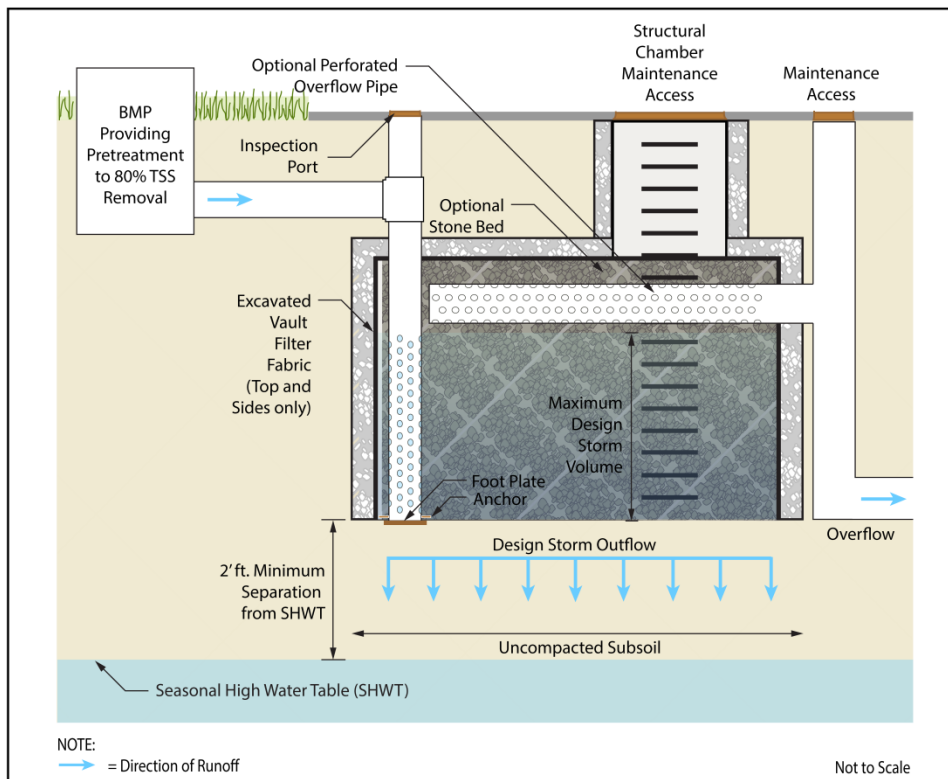 Structural
Chamber
Maintenance
Access
Optional Perforated
Overflow Pipe
Maintenance
Access
BMP
Providing
Pretreatment
to 80% TSS
Removal
Inspection
Port
Optional
Stone Bed
Excavated
Vault
Filter
Fabric
(Top and
Sides only)
Maximum
Design
Storm
Volume
Foot Plate
Anchor
Overflow
Design Storm Outflow
2' ft. Minimum
Separation
from SHWT
Uncompacted Subsoil
Seasonal High Water Table (SHWT)
NOTE:
= Direction of Runoff
Not to Scale